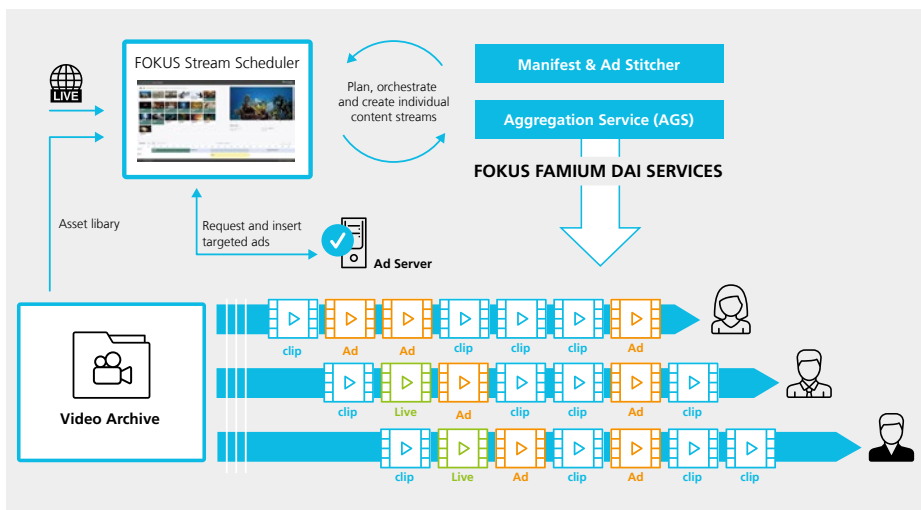 FOKUS Stream Scheduler
LIVE
Plan, orchestrate
and create individual
content streams
Manifest & Ad Stitcher
Aggregation Service (AGS)
FOKUS FAMIUM DAI SERVICES
Asset libary
Request and insert
targeted ads
Ad Server
Video Archive
clip Ad Ad clip clip clip Ad
clip Live Ad clip clip Ad clip
clip Live Ad clip Ad clip clip